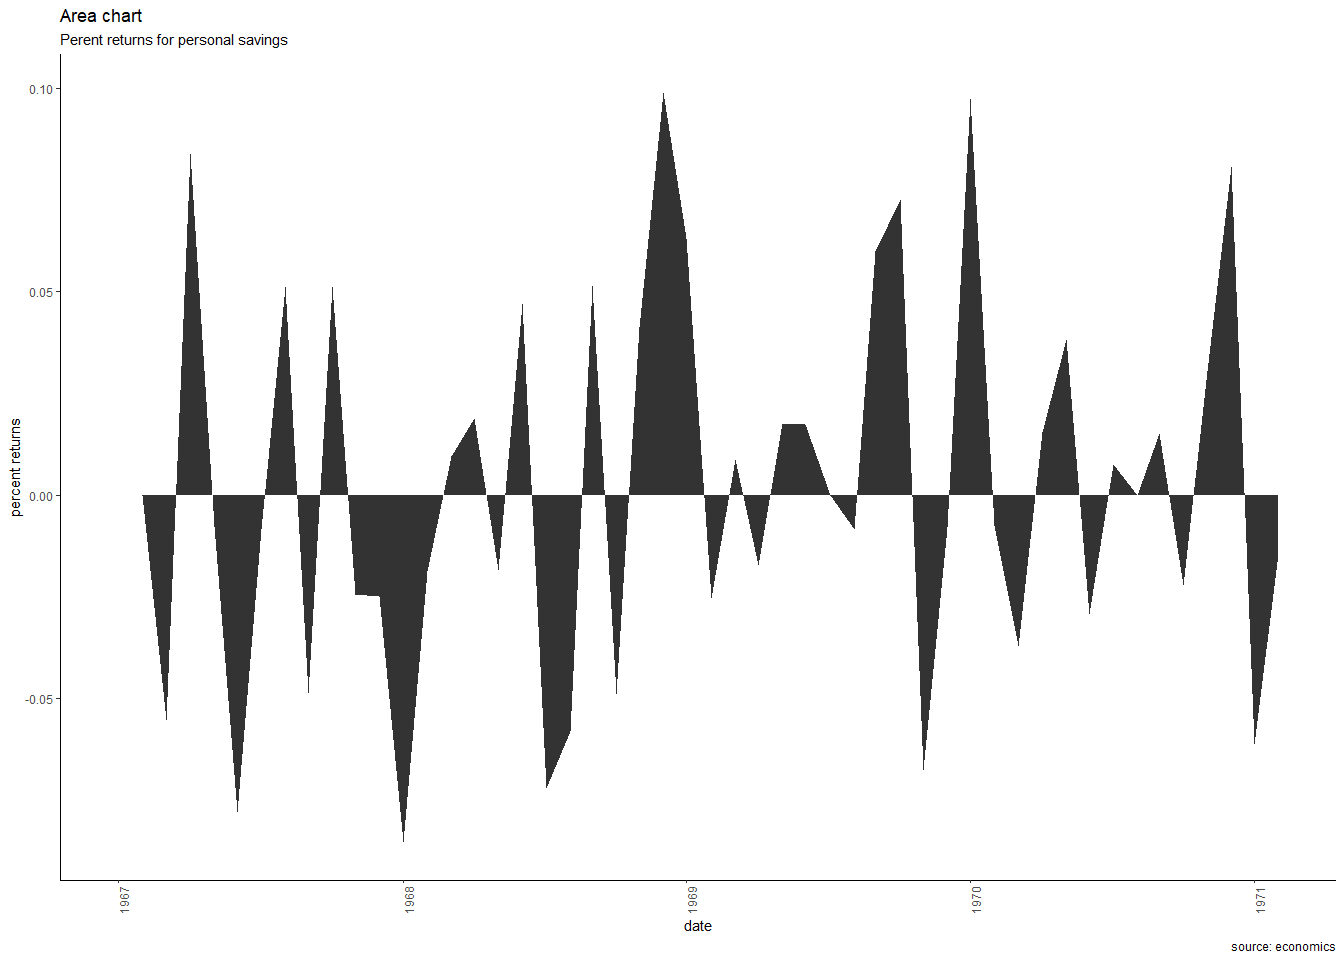 Area chart
Perent returns for personal savings
0.10
0.05
0.00
-0.05
percent returns
1967
1968
1969
1970
1971
date
source: economics